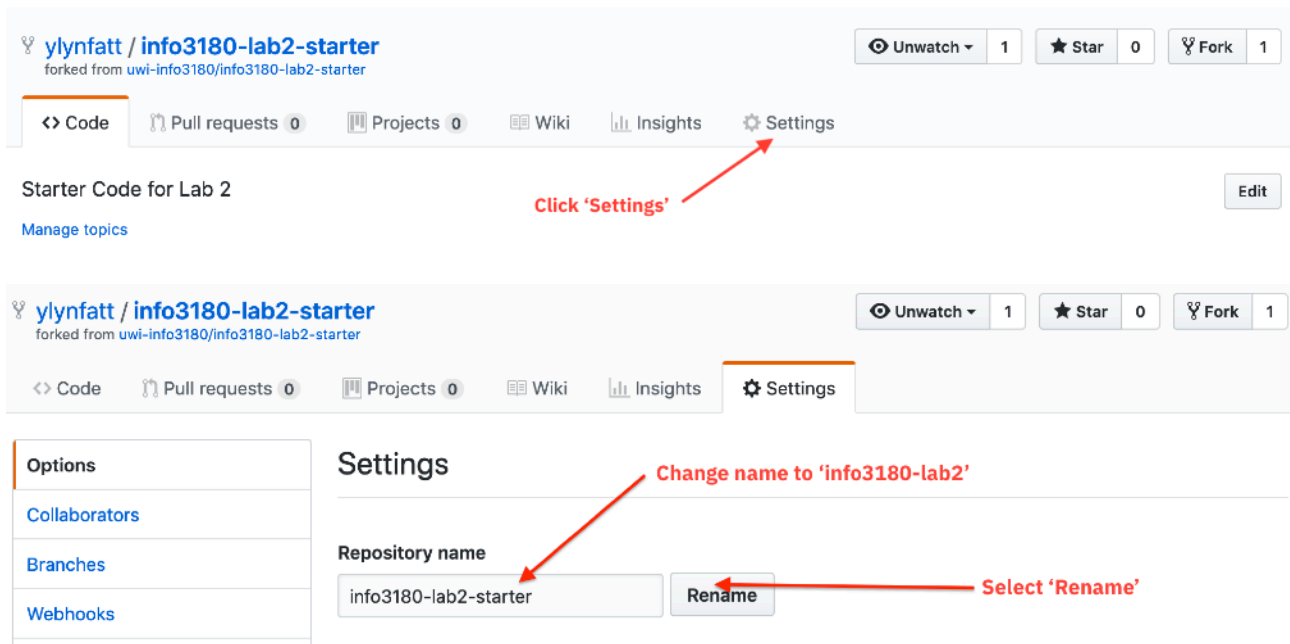 ylynfatt / info3180-lab2-starter
Unwatch 1 Star 0 Fork 1
forked from uwi-info3180/info3180-lab2-starter
<> Code Pull requests 0 Projects 0 Wiki Insights Settings
Starter Code for Lab 2
Edit
Click ‘Settings’
Manage topics
ylynfatt / info3180-lab2-starter
Unwatch 1 Star 0 Fork 1
forked from uwi-info3180/info3180-lab2-starter
<> Code Pull requests 0 Projects 0 Wiki Insights Settings
Options
Collaborators
Branches
Webhooks
Settings
Change name to ‘info3180-lab2’
Repository name
info3180-lab2-starter
Rename
Select ‘Rename’